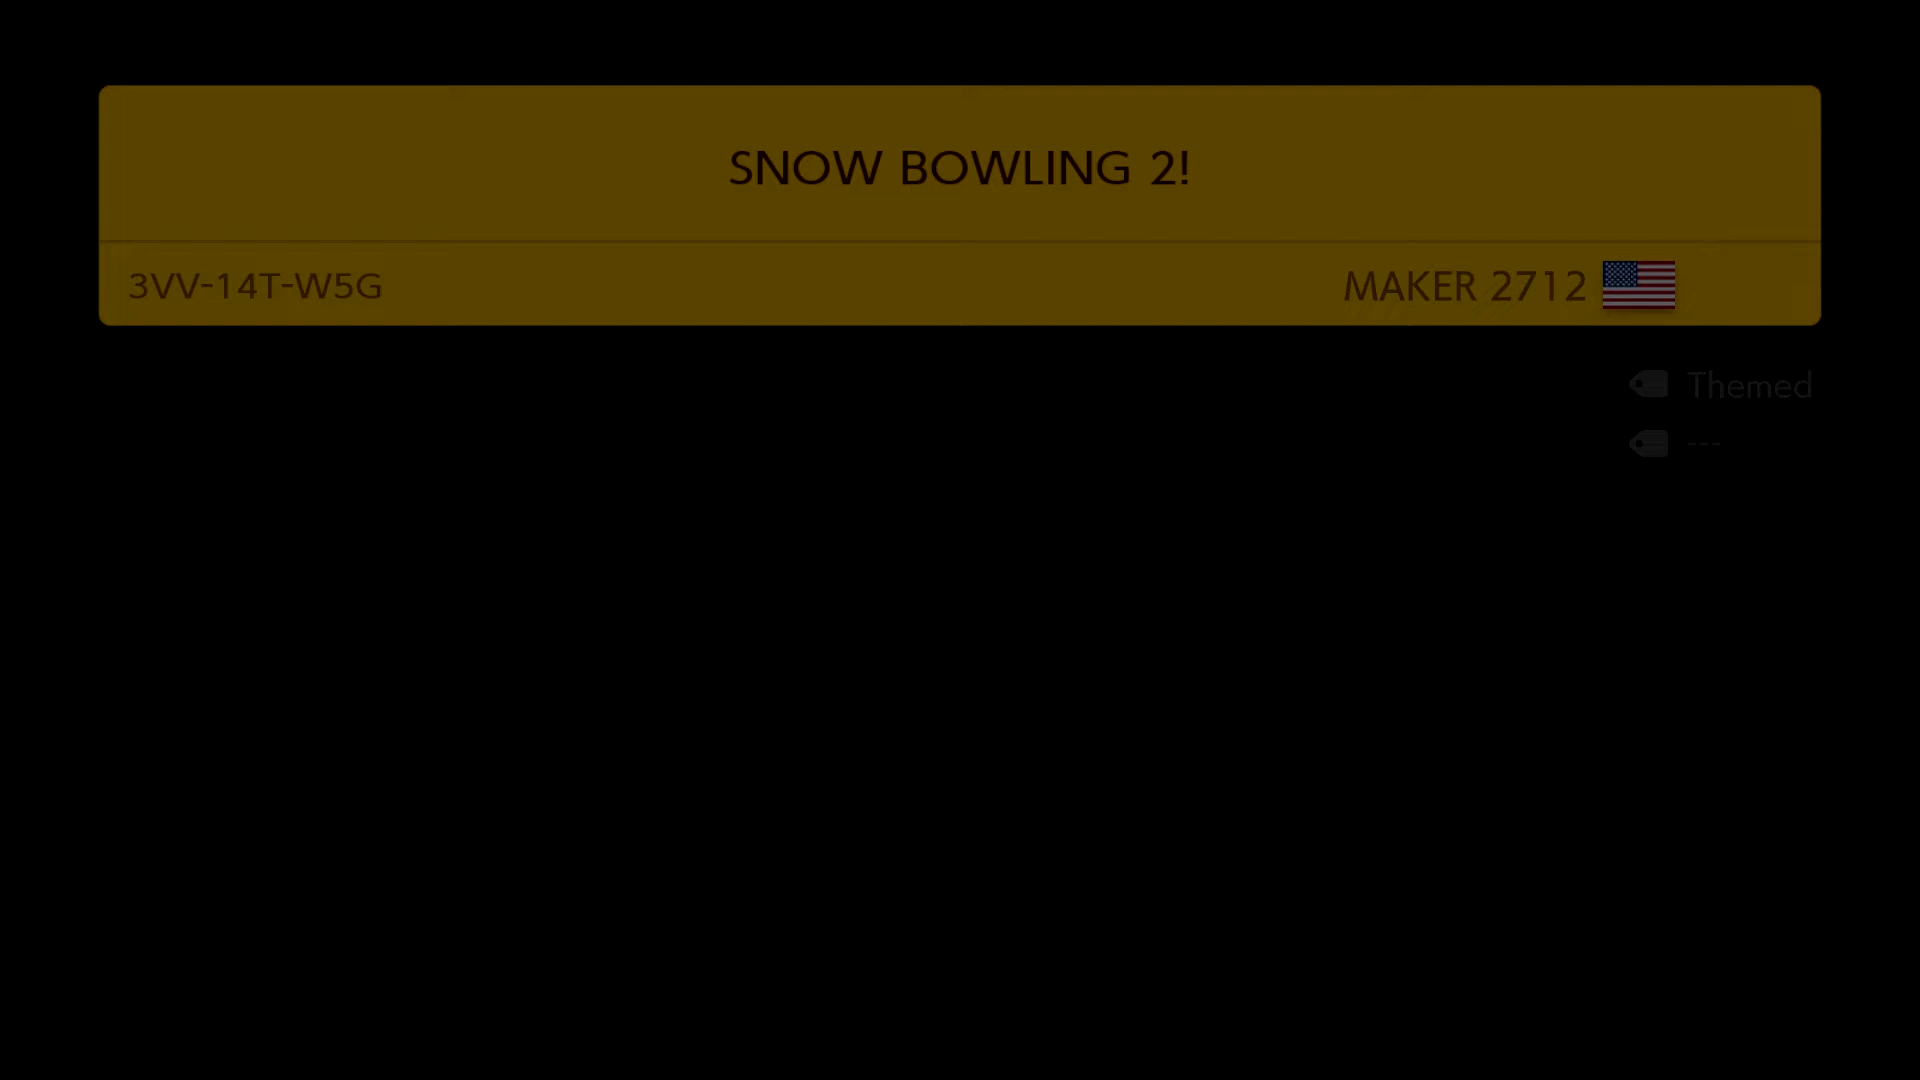 SNOW BOWLING 2!
3VV-14T-W5G
MAKER 2712
Themed
---